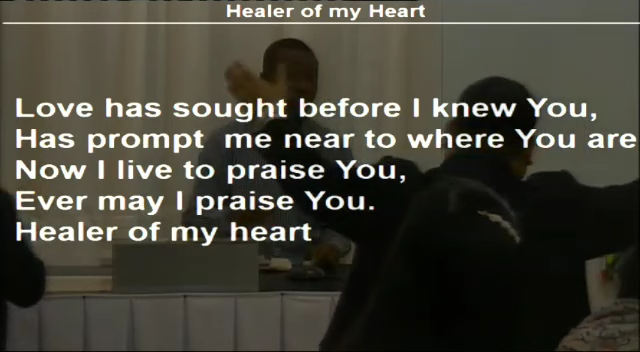 Healer of my Heart
Love has sought before I knew You,
Has prompt me near to where You are
Now I live to praise You,
Ever may I praise You.
Healer of my heart